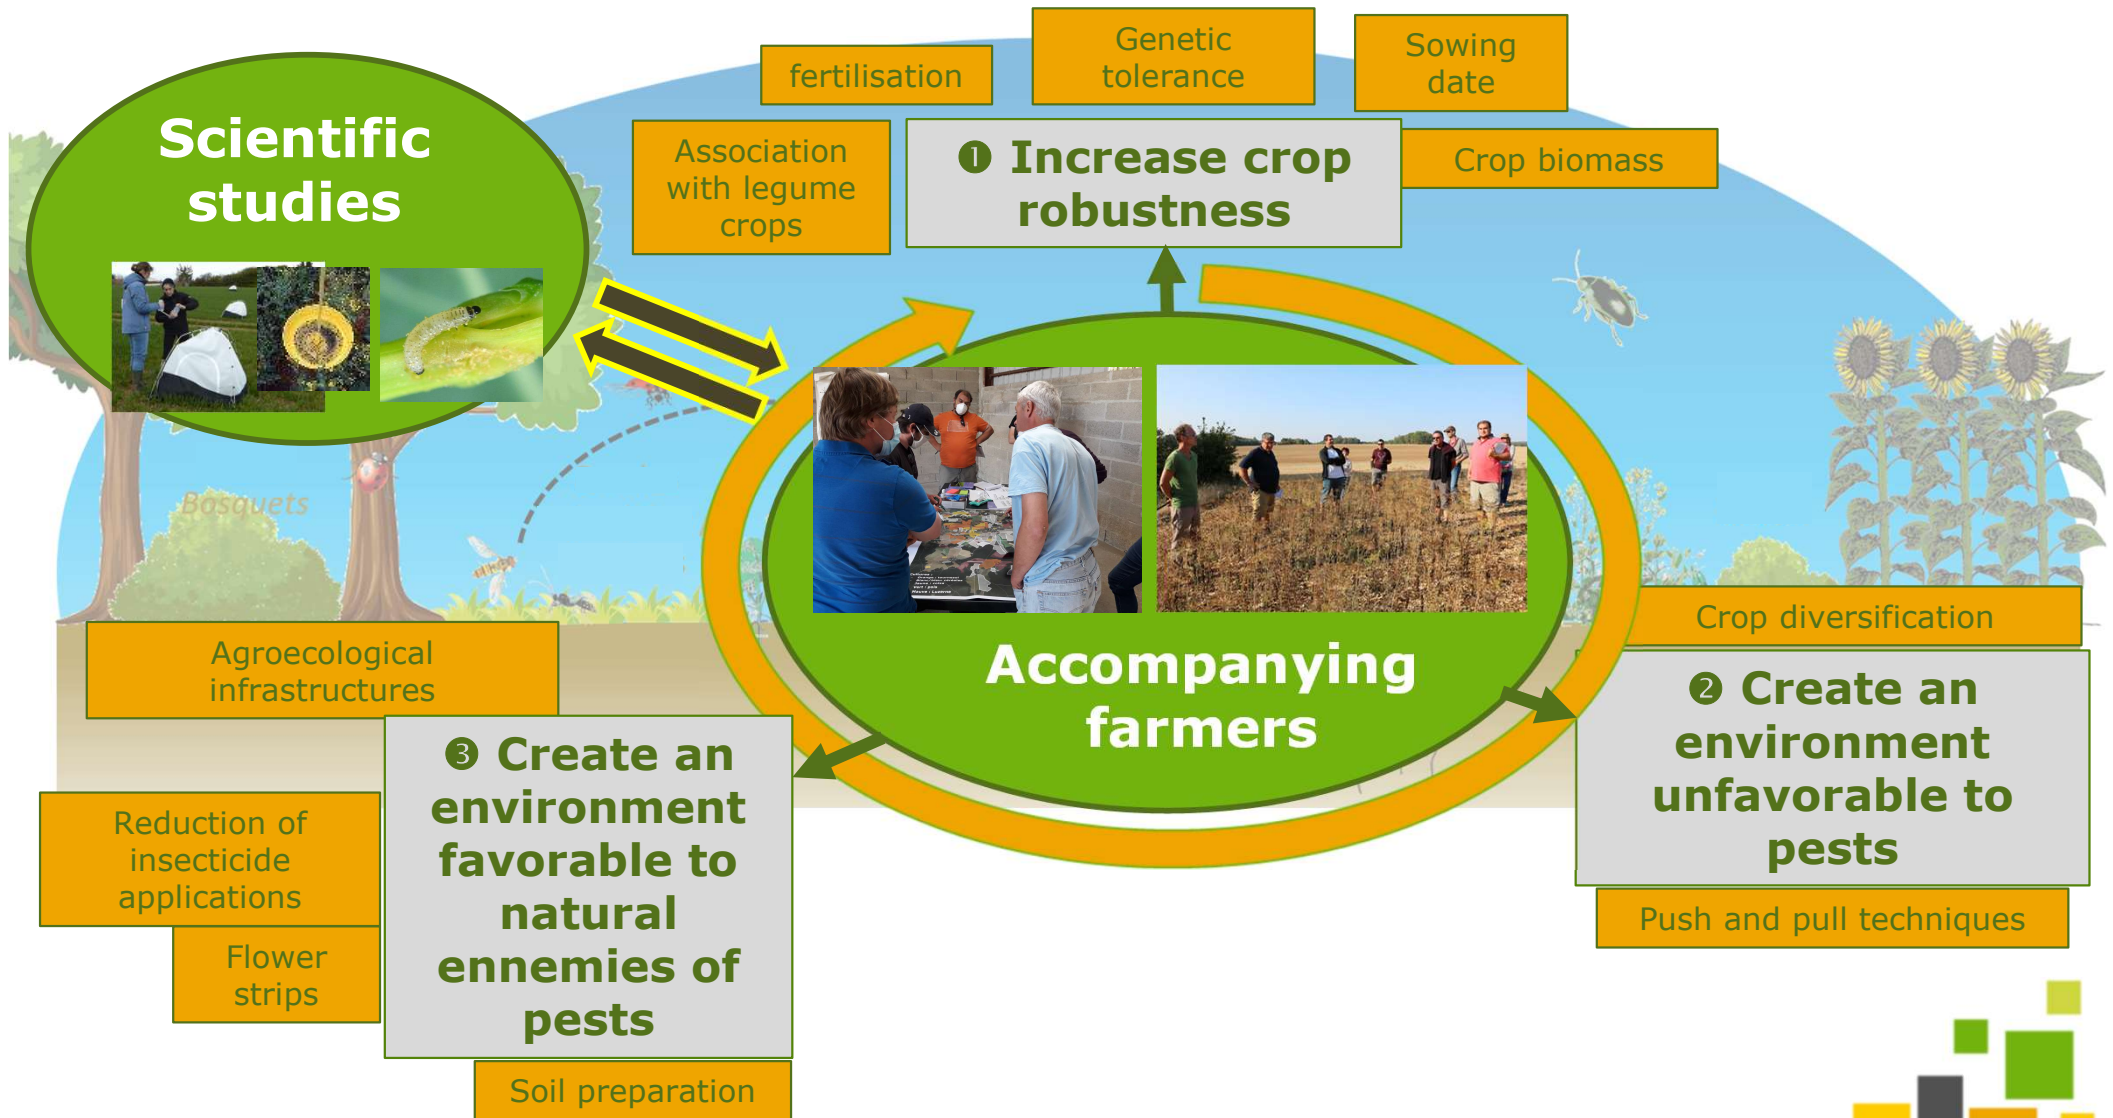 Scientific
studies
fertilisation
Genetic
tolerance
Sowing
date
Association
with legume
crops
❶ Increase crop
robustness
Crop biomass
Bosquets
Accompanying
farmers
Crop diversification
❷ Create an
environment
unfavorable to
pests
Push and pull techniques
Agroecological
infrastructures
❸ Create an
environment
favorable to
natural
ennemies of
pests
Reduction of
insecticide
applications
Flower
strips
Soil preparation